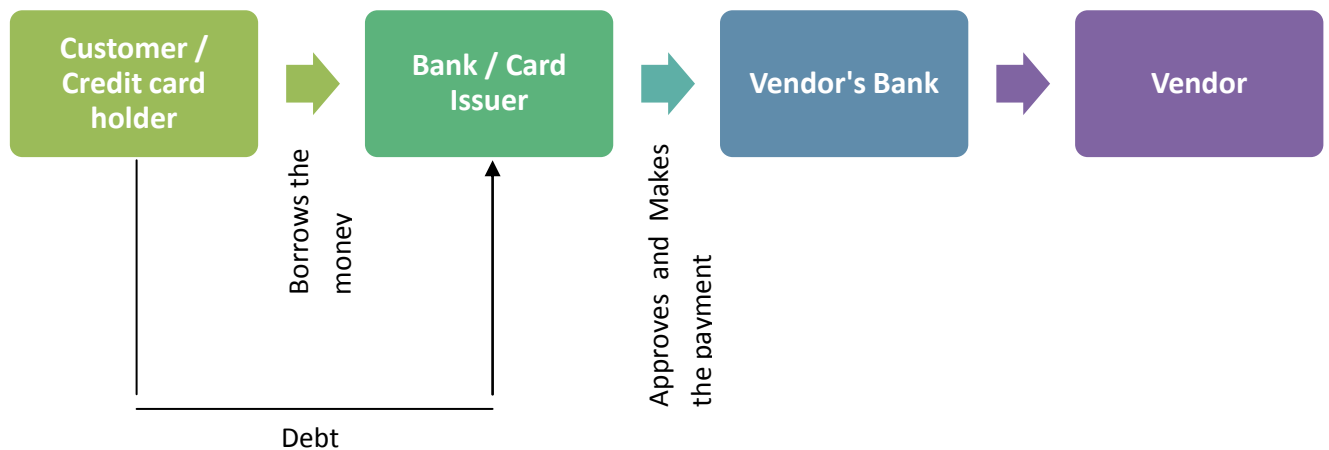 Customer /
Credit card
holder
Bank / Card
Issuer
Vendor's Bank
Vendor
Borrows the
money
Approves and Makes
the payment
Debt